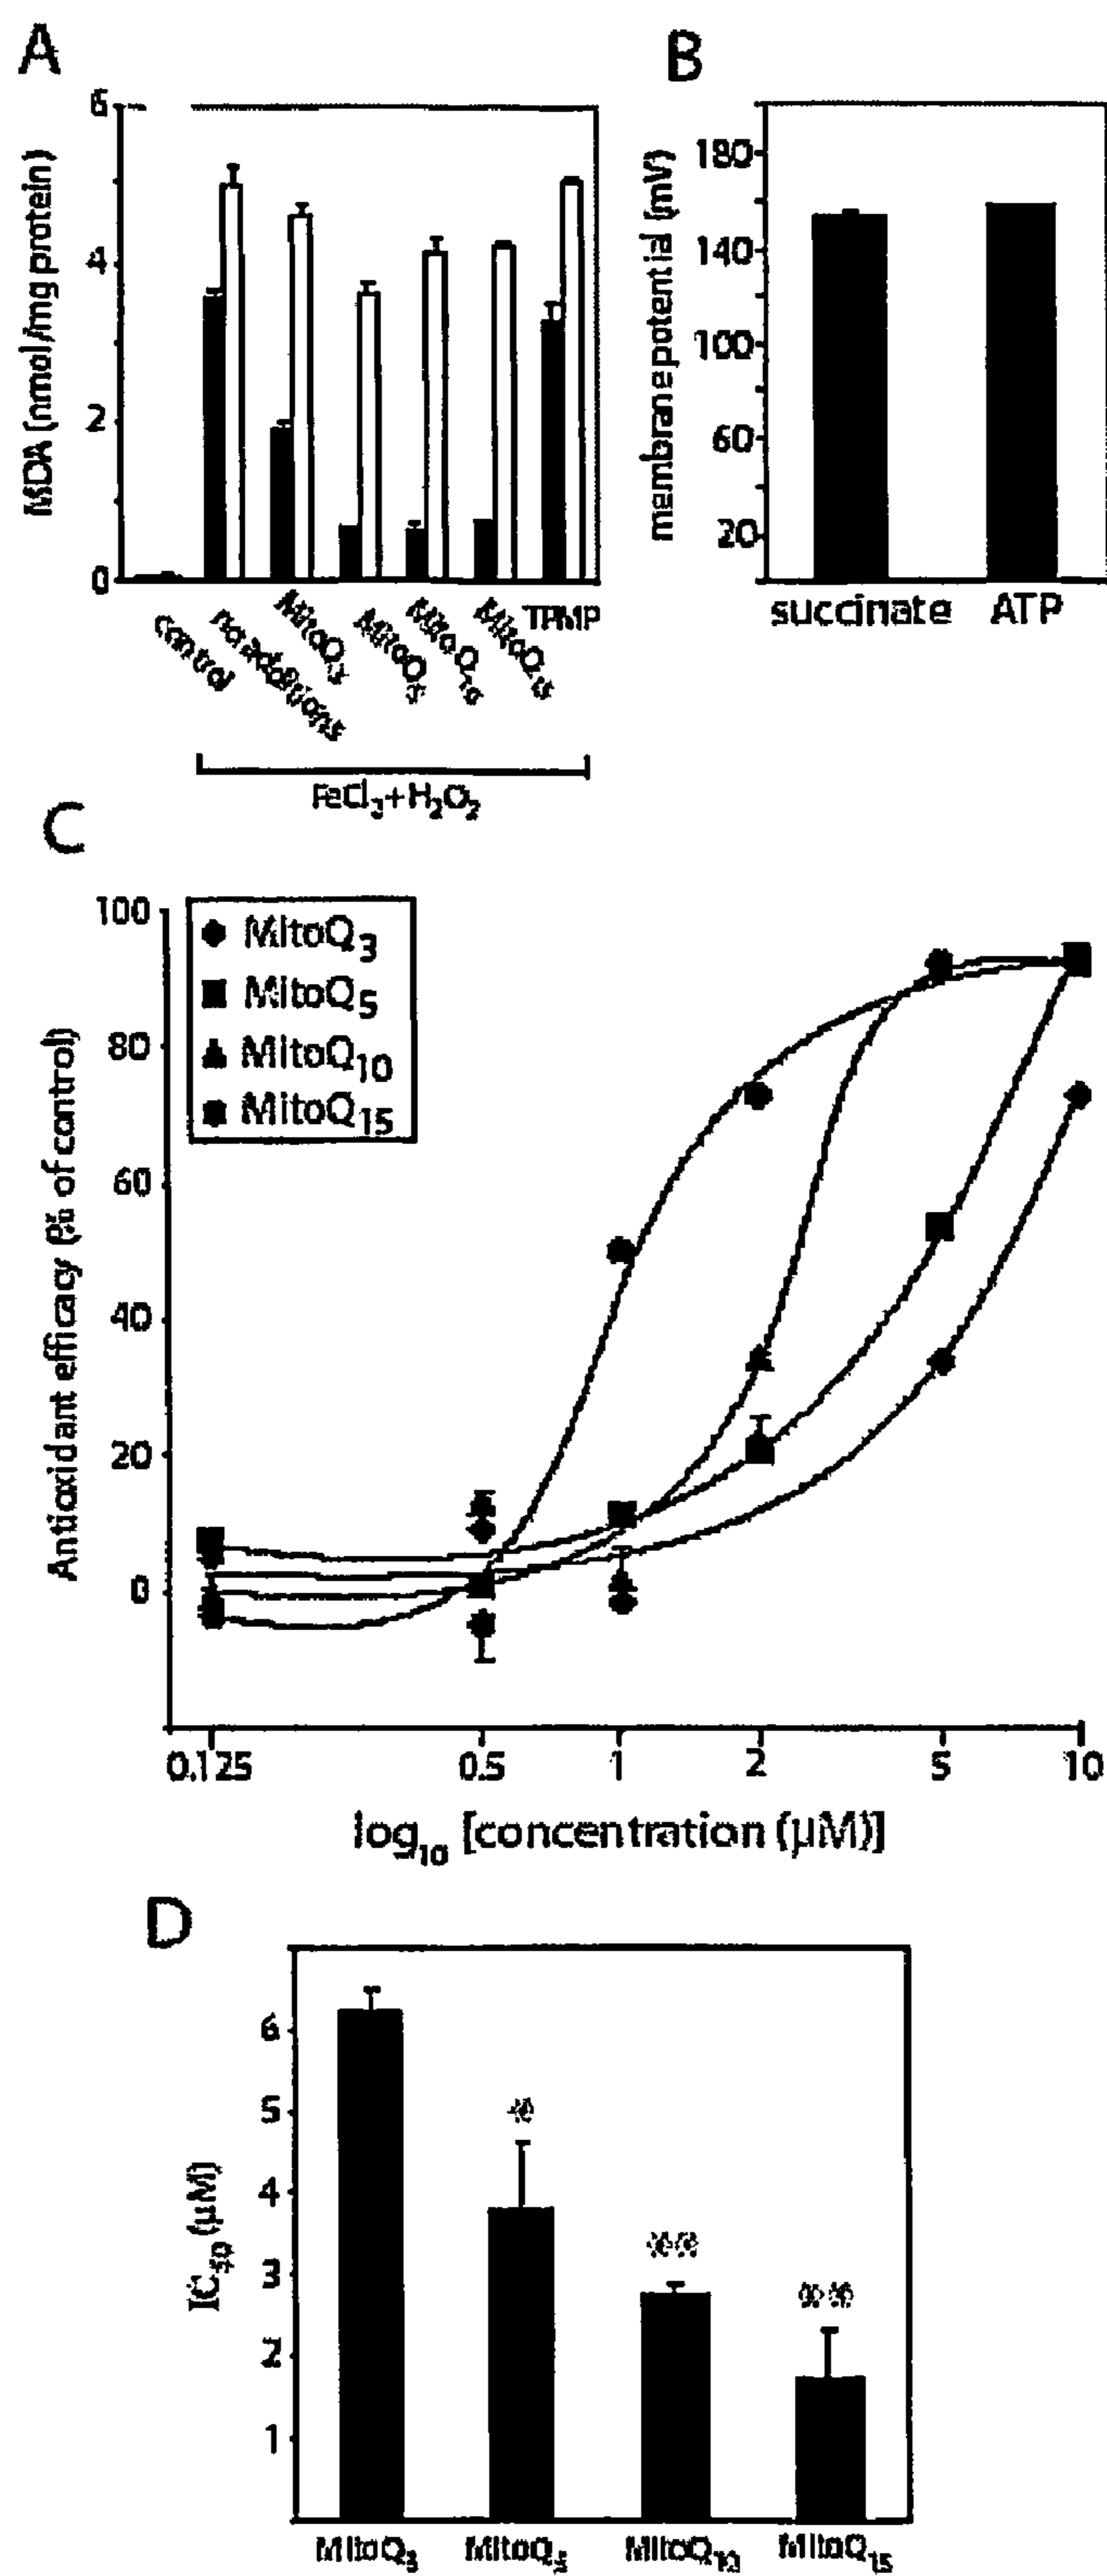 A
6
4
2
0
MDA (nmol/mg protein)
control
no additions
MitoQ3
MitoQ5
MitoQ10
MitoQ15
TPMP
FeCl3+H2O2
B
180
140
100
60
20
membrane potential (mV)
succinate ATP
C
100
80
60
40
20
0
Antioxidant efficacy (% of control)
MitoQ3
MitoQ5
MitoQ10
MitoQ15
0.125 0.5 1 2 5 10
log10 [concentration (µM)]
D
6
5
4
3
2
1
IC50 (µM)
*
**
**
MitoQ3 MitoQ5 MitoQ10 MitoQ15